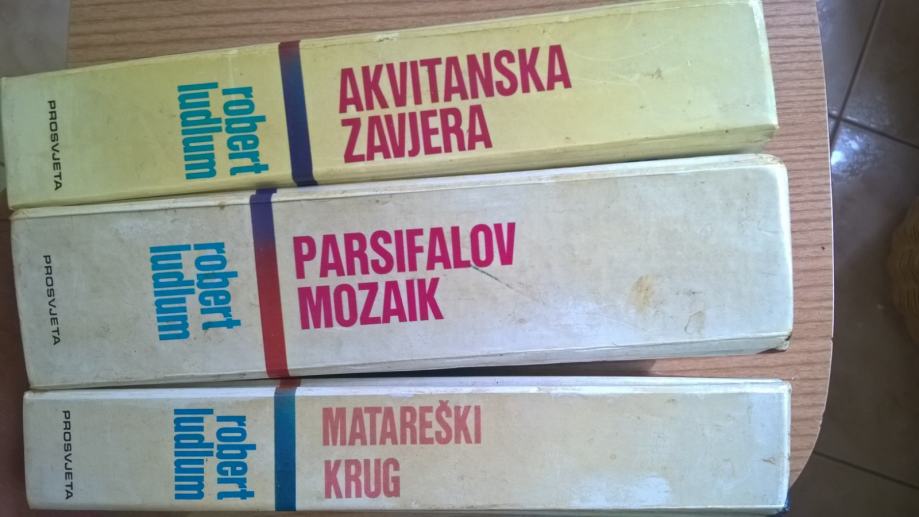 PROSVJETA
robert
ludlum
AKVITANSKA
ZAVJERA
PROSVJETA
robert
ludlum
PARSIFALOV
MOZAIK
PROSVJETA
robert
ludlum
MATAREŠKI
KRUG